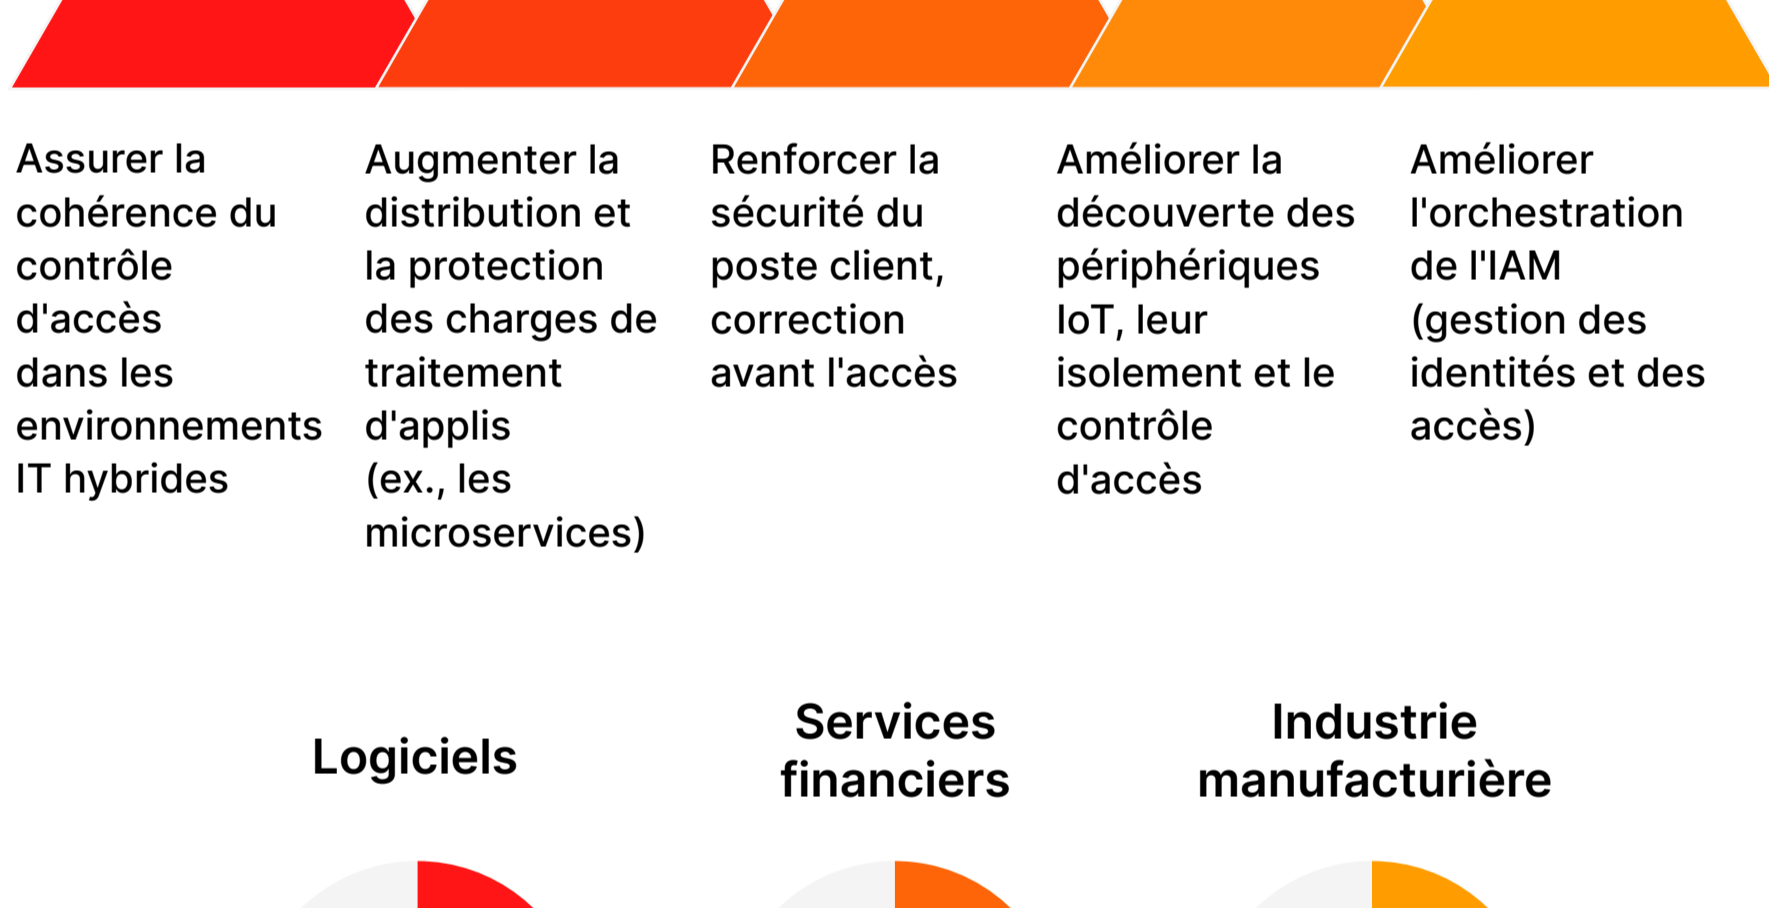 Assurer la
cohérence du
contrôle
d'accès
dans les
environnements
IT hybrides
Augmenter la
distribution et
la protection
des charges de
traitement
d'applis
(ex., les
microservices)
Renforcer la
sécurité du
poste client,
correction
avant l'accès
Améliorer la
découverte des
périphériques
IoT, leur
isolement et le
contrôle
d'accès
Améliorer
l'orchestration
de l'IAM
(gestion des
identités et des
accès)
Logiciels
Services
financiers
Industrie
manufacturière